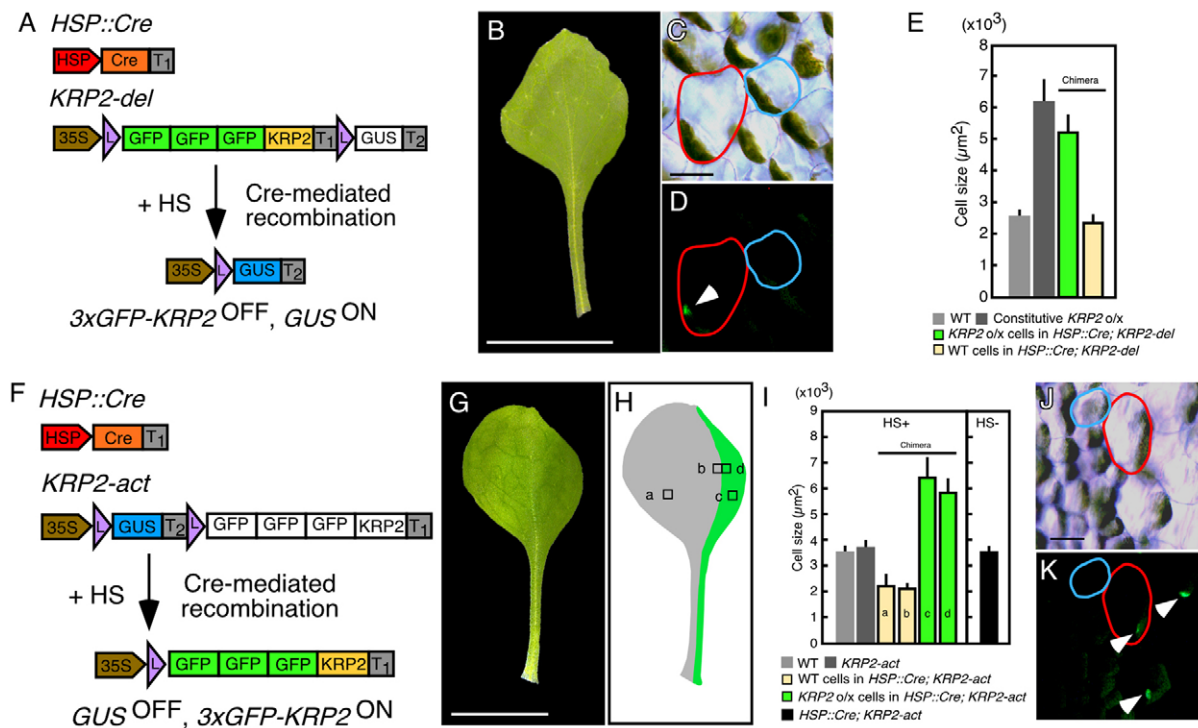 A
HSP::Cre
HSP Cre T1
KRP2-del
35S L GFP GFP GFP KRP2 T1 L GUS T2
+ HS Cre-mediated
recombination
35S L GUS T2
3xGFP-KRP2 OFF, GUS ON
B
C
D
E
(x10³)
Chimera
8
7
6
5
4
3
2
1
0
Cell size (µm²)
WT Constitutive KRP2 o/x
KRP2 o/x cells in HSP::Cre; KRP2-del
WT cells in HSP::Cre; KRP2-del
F
HSP::Cre
HSP Cre T1
KRP2-act
35S L GUS T2 L GFP GFP GFP KRP2 T1
+ HS Cre-mediated
recombination
35S L GFP GFP GFP KRP2 T1
GUS OFF, 3xGFP-KRP2 ON
G
H
a
b
d
c
I
(x10³)
HS+ HS-
Chimera
9
8
7
6
5
4
3
2
1
0
Cell size (µm²)
a b c d
WT KRP2-act
WT cells in HSP::Cre; KRP2-act
KRP2 o/x cells in HSP::Cre; KRP2-act
HSP::Cre; KRP2-act
J
K